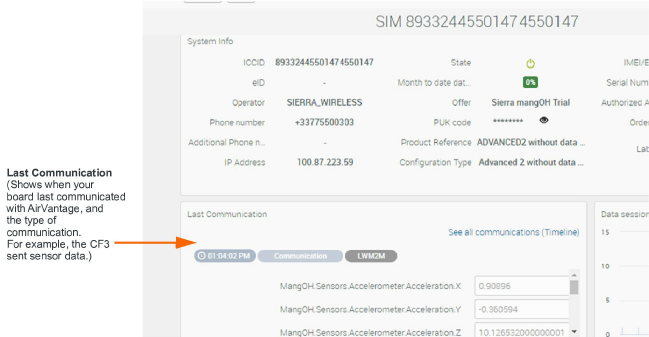 SIM 89332445501474550147
System Info
ICCID 89332445501474550147 State IMEI/E
eID - Month to date dat... 0% Serial Num
Operator SIERRA_WIRELESS Offer Sierra mangOH Trial Authorized A
Phone number +33775500303 PUK code ******** Orde
Additional Phone n... - Product Reference ADVANCED2 without data ... Lab
IP Address 100.87.223.59 Configuration Type Advanced 2 without data ...
Last Communication
(Shows when your
board last communicated
with AirVantage, and
the type of
communication.
For example, the CF3
sent sensor data.)
Last Communication
See all communications (Timeline)
01:04:02 PM Communication LWM2M
MangOH.Sensors.Accelerometer.Acceleration.X 0.90896
MangOH.Sensors.Accelerometer.Acceleration.Y -0.360594
MangOH.Sensors.Accelerometer.Acceleration.Z 10.126532000000001
Data session
15
10
5
0